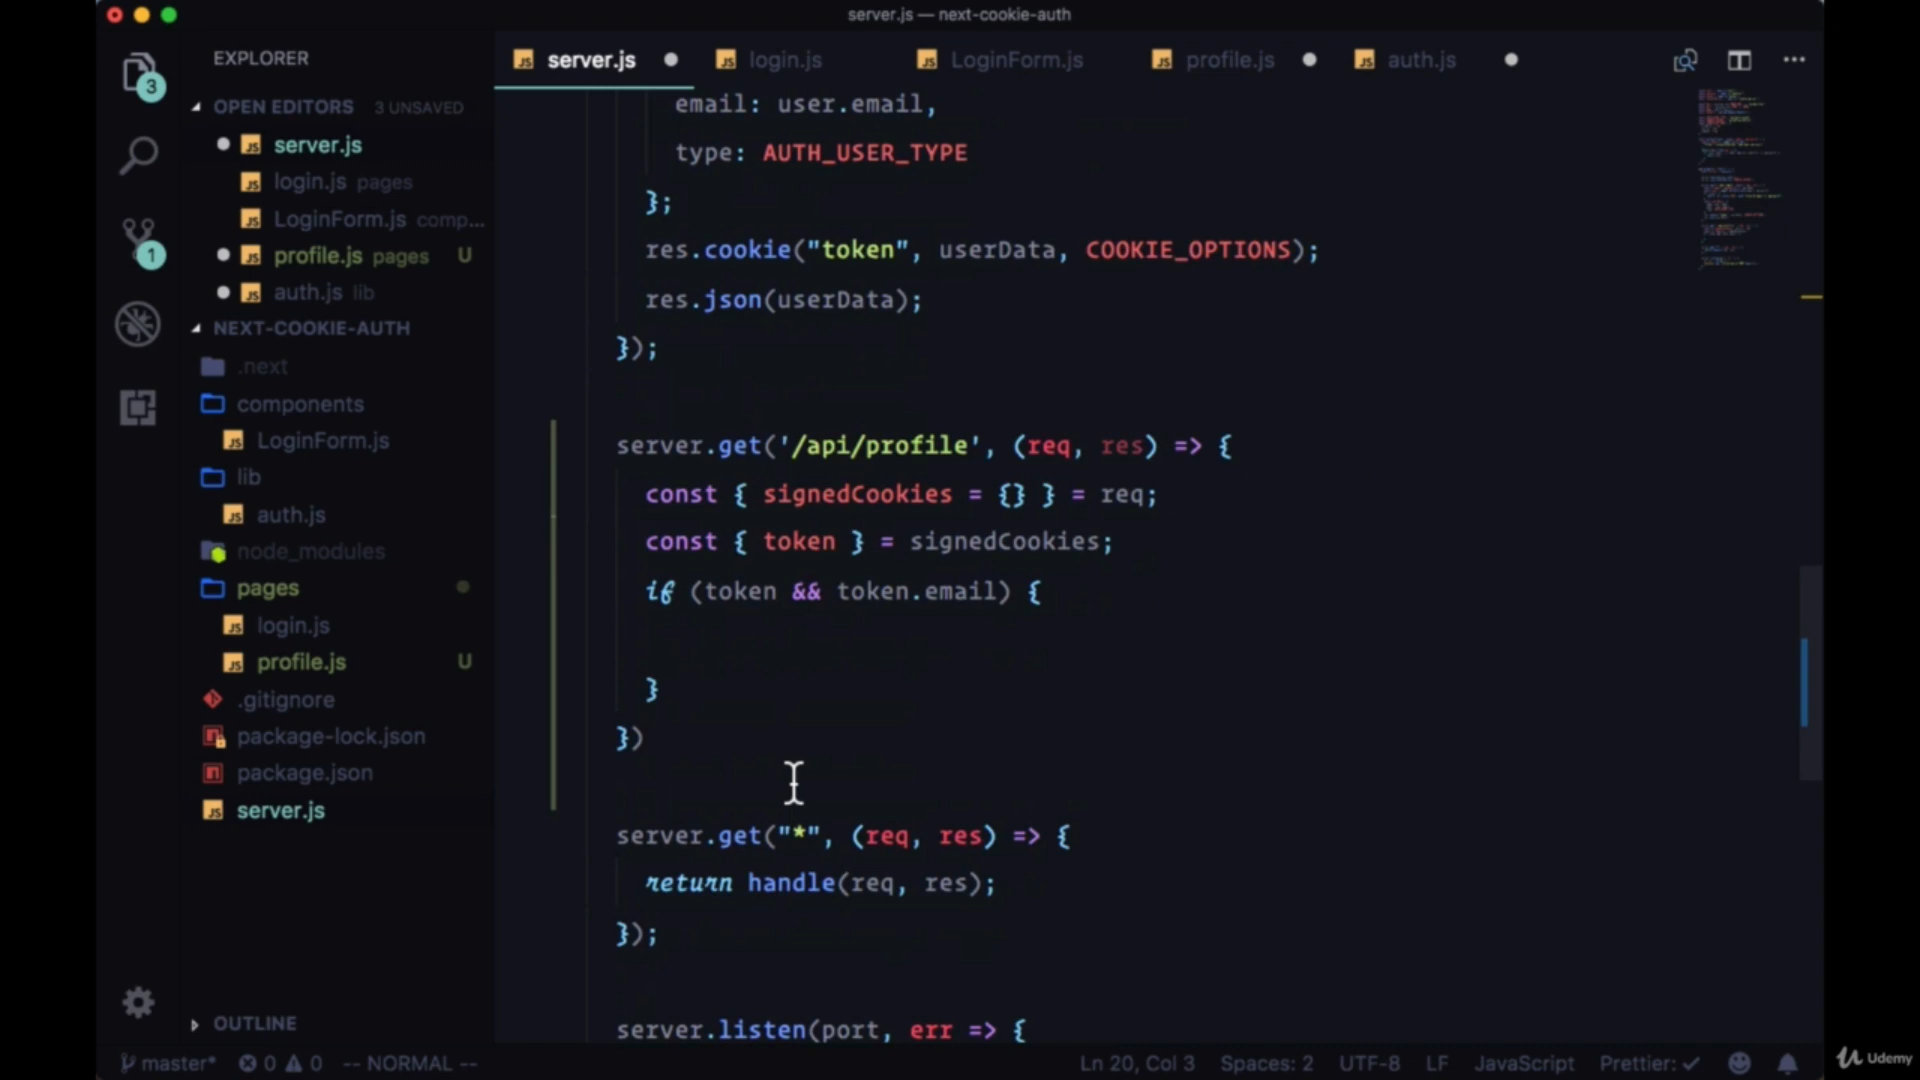 server.js — next-cookie-auth
EXPLORER
server.js
login.js
LoginForm.js
profile.js
auth.js
3
OPEN EDITORS 3 UNSAVED
server.js
login.js pages
LoginForm.js comp...
1
profile.js pages U
auth.js lib
NEXT-COOKIE-AUTH
.next
components
LoginForm.js
lib
auth.js
node_modules
pages
login.js
profile.js U
.gitignore
package-lock.json
package.json
server.js
OUTLINE
email: user.email,
type: AUTH_USER_TYPE
};
res.cookie("token", userData, COOKIE_OPTIONS);
res.json(userData);
});
server.get('/api/profile', (req, res) => {
const { signedCookies = {} } = req;
const { token } = signedCookies;
if (token && token.email) {
}
})
server.get("*", (req, res) => {
return handle(req, res);
});
server.listen(port, err => {
master* 0 0 -- NORMAL -- Ln 20, Col 3 Spaces: 2 UTF-8 LF JavaScript Prettier: ✓
Udemy